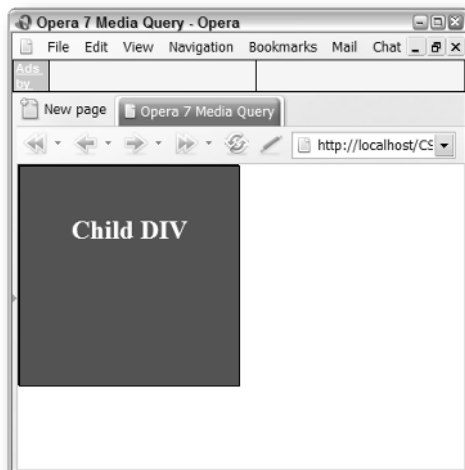 Opera 7 Media Query - Opera
File Edit View Navigation Bookmarks Mail Chat
Ads
by
New page Opera 7 Media Query
http://localhost/CS
Child DIV